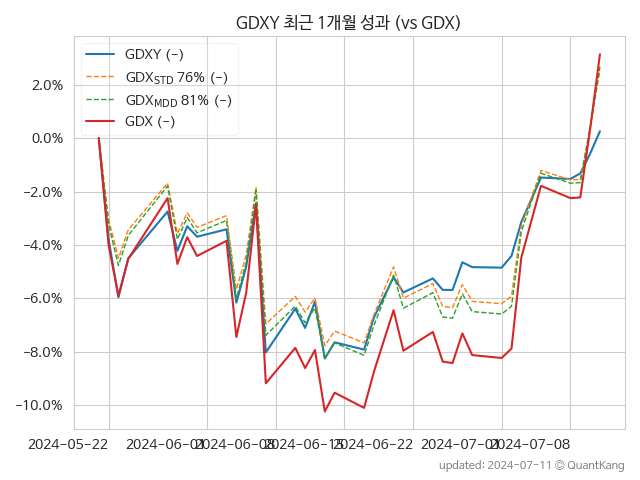 GDXY 최근 1개월 성과 (vs GDX)
GDXY (-)
GDX_STD 76% (-)
GDX_MDD 81% (-)
GDX (-)
2.0%
0.0%
−2.0%
−4.0%
−6.0%
−8.0%
−10.0%
2024-05-22
2024-06-01
2024-06-08
2024-06-15
2024-06-22
2024-07-01
2024-07-08
updated: 2024-07-11 © QuantKang